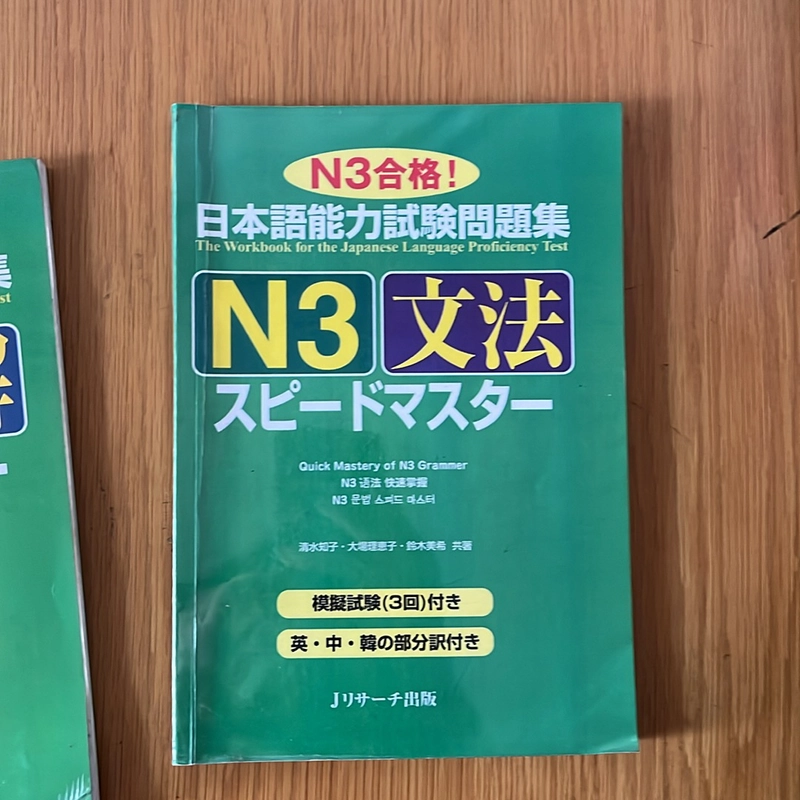 N3合格!
日本語能力試験問題集
The Workbook for the Japanese Language Proficiency Test
N3 文法
スピードマスター
Quick Mastery of N3 Grammer
N3 语法 快速掌握
N3 문법 스피드 마스터
清水知子・大場理恵子・鈴木美希 共著
模擬試験(3回)付き
英・中・韓の部分訳付き
Jリサーチ出版
集
st